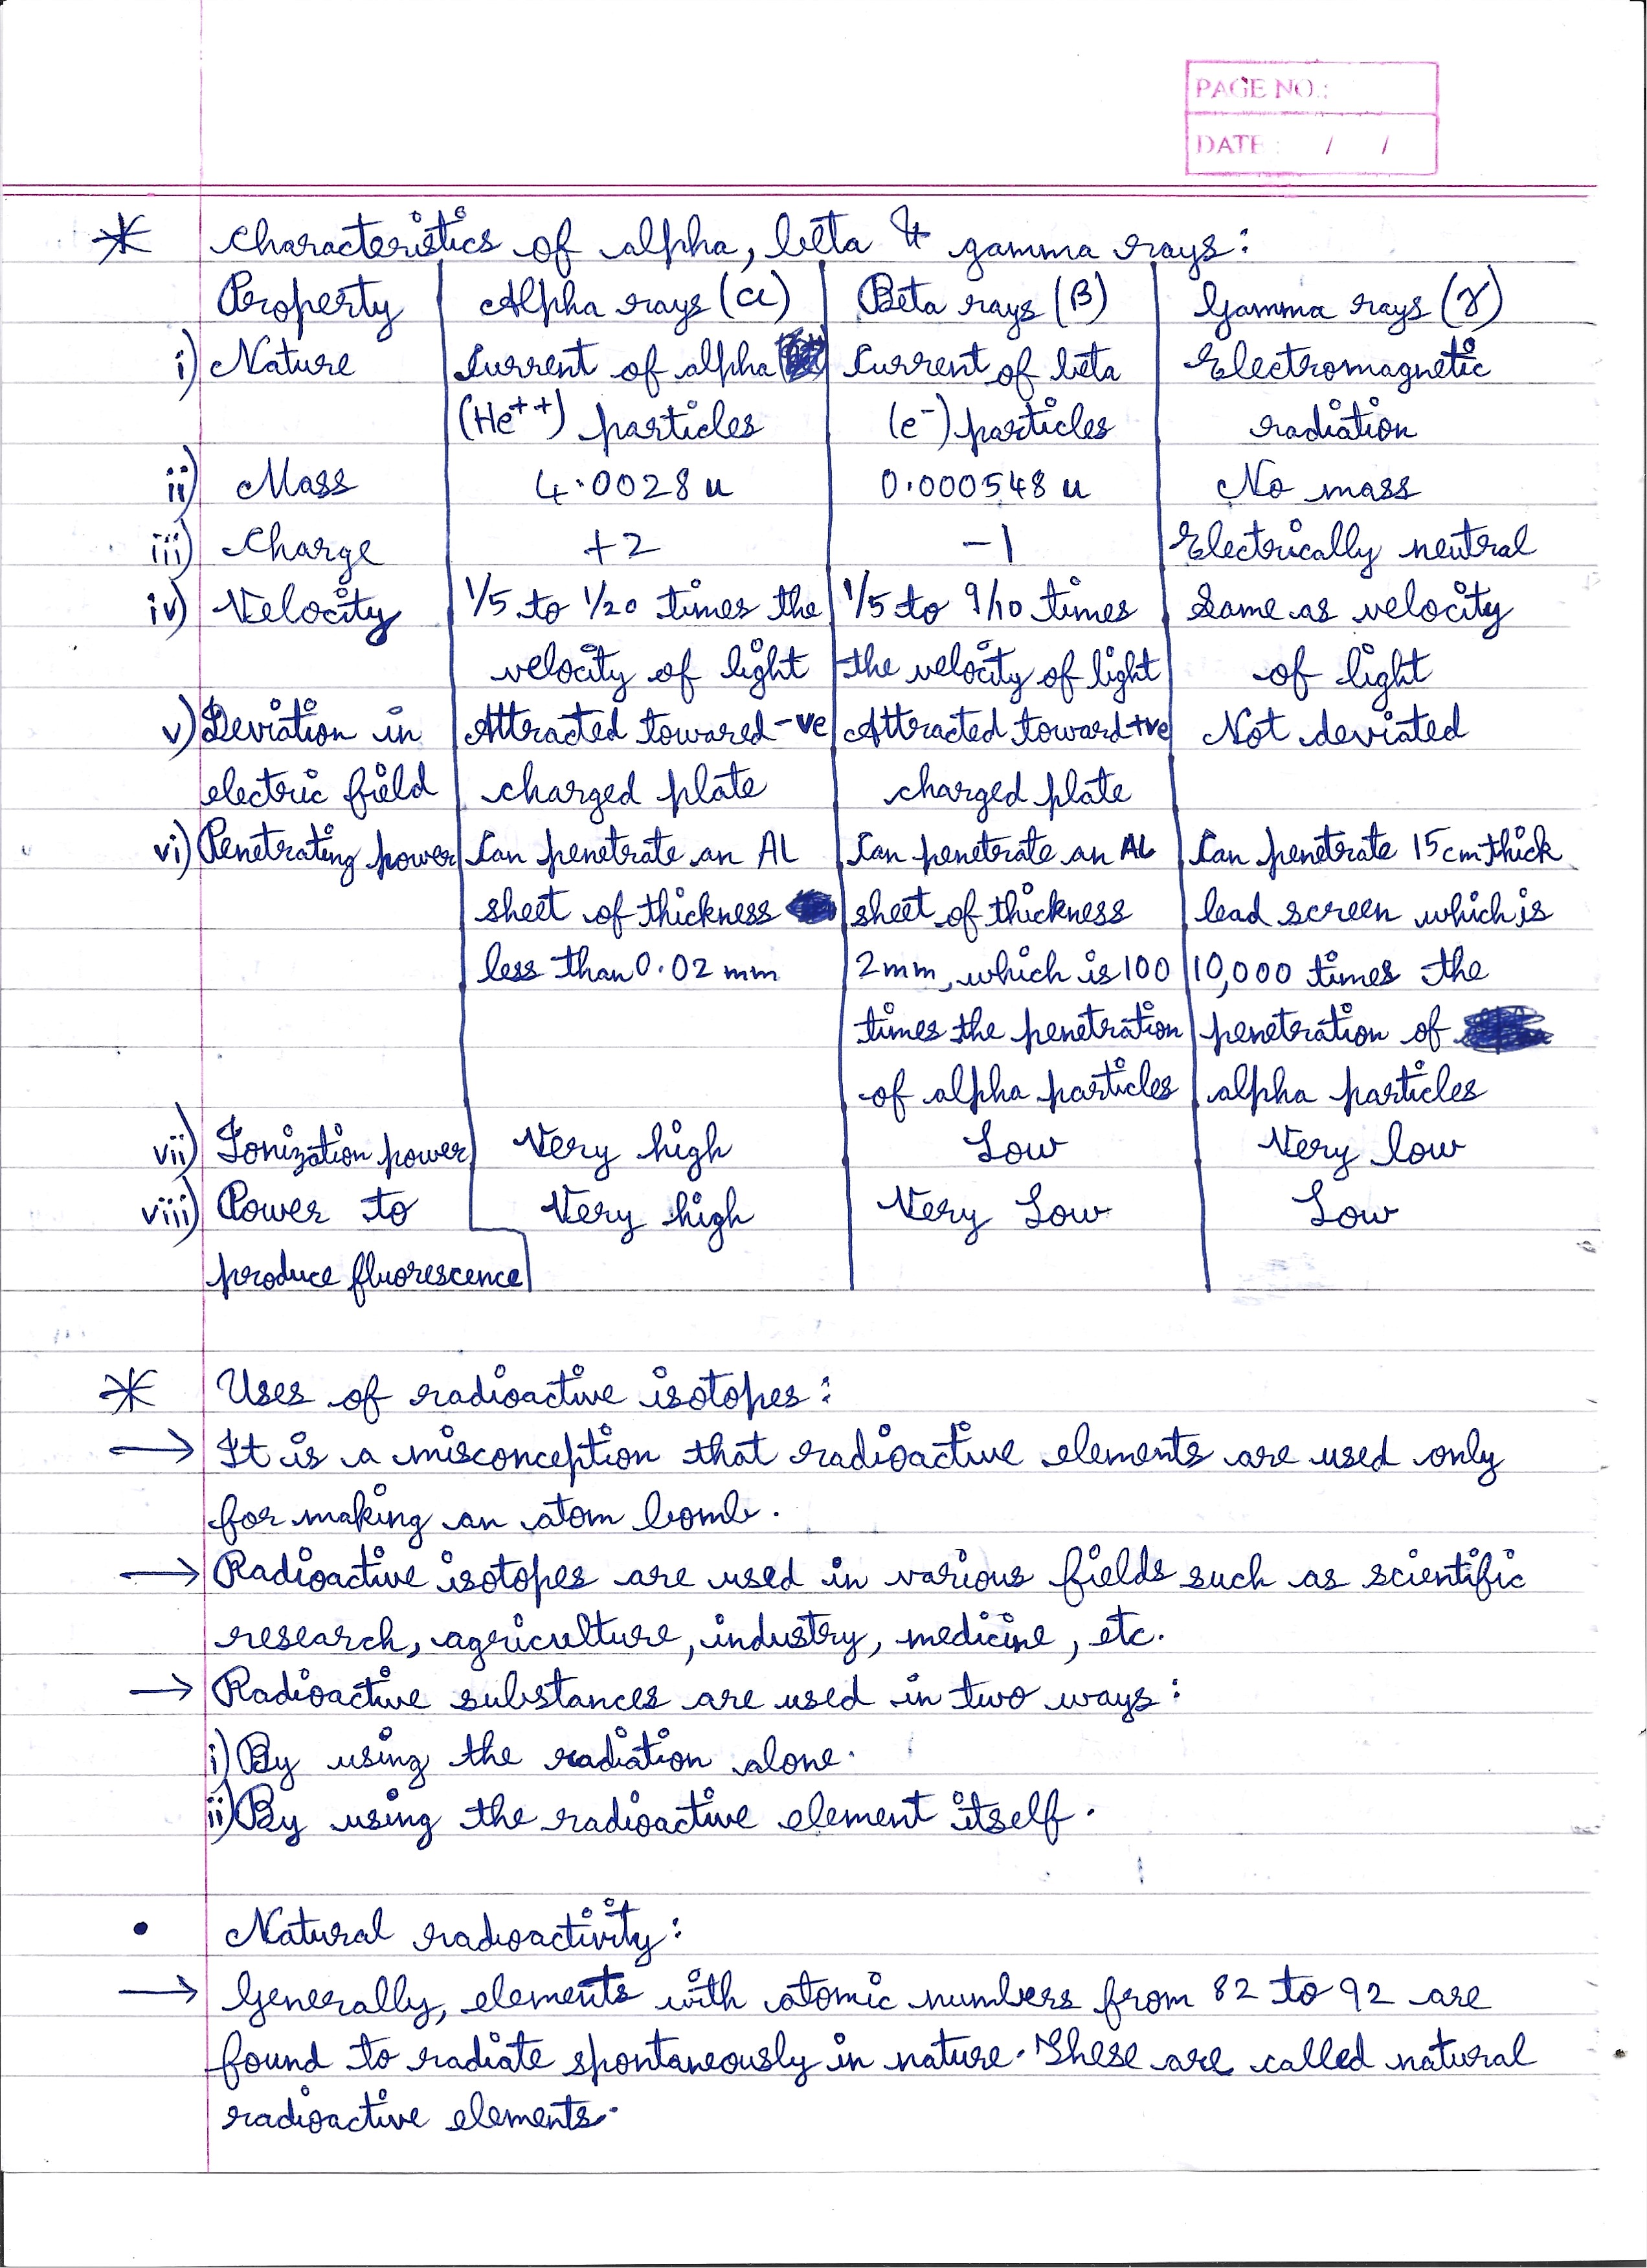 PAGE NO.:
DATE: / /
* Characteristics of alpha, beta & gamma rays:
Property | Alpha rays (α) | Beta rays (β) | Gamma rays (γ)
i) Nature | Current of alpha | Current of beta | Electromagnetic
(He++) particles | (e-) particles | radiation
ii) Mass | 4.0028 u | 0.000548 u | No mass
iii) Charge | +2 | -1 | Electrically neutral
iv) Velocity | 1/5 to 1/20 times the | 1/5 to 9/10 times | Same as velocity
velocity of light | the velocity of light | of light
v) Deviation in | Attracted toward -ve | Attracted toward +ve | Not deviated
electric field | charged plate | charged plate
vi) Penetrating power | Can penetrate an Al | Can penetrate an Al | Can penetrate 15 cm thick
sheet of thickness | sheet of thickness | lead screen which is
less than 0.02 mm | 2mm, which is 100 | 10,000 times the
times the penetration | penetration of
of alpha particles | alpha particles
vii) Ionization power | Very high | Low | Very low
viii) Power to | Very high | Very Low | Low
produce fluorescence
* Uses of radioactive isotopes:
→ It is a misconception that radioactive elements are used only
for making an atom bomb.
→ Radioactive isotopes are used in various fields such as scientific
research, agriculture, industry, medicine, etc.
→ Radioactive substances are used in two ways:
i) By using the radiation alone.
ii) By using the radioactive element itself.
• Natural radioactivity:
→ Generally, elements with atomic numbers from 82 to 92 are
found to radiate spontaneously in nature. These are called natural
radioactive elements.